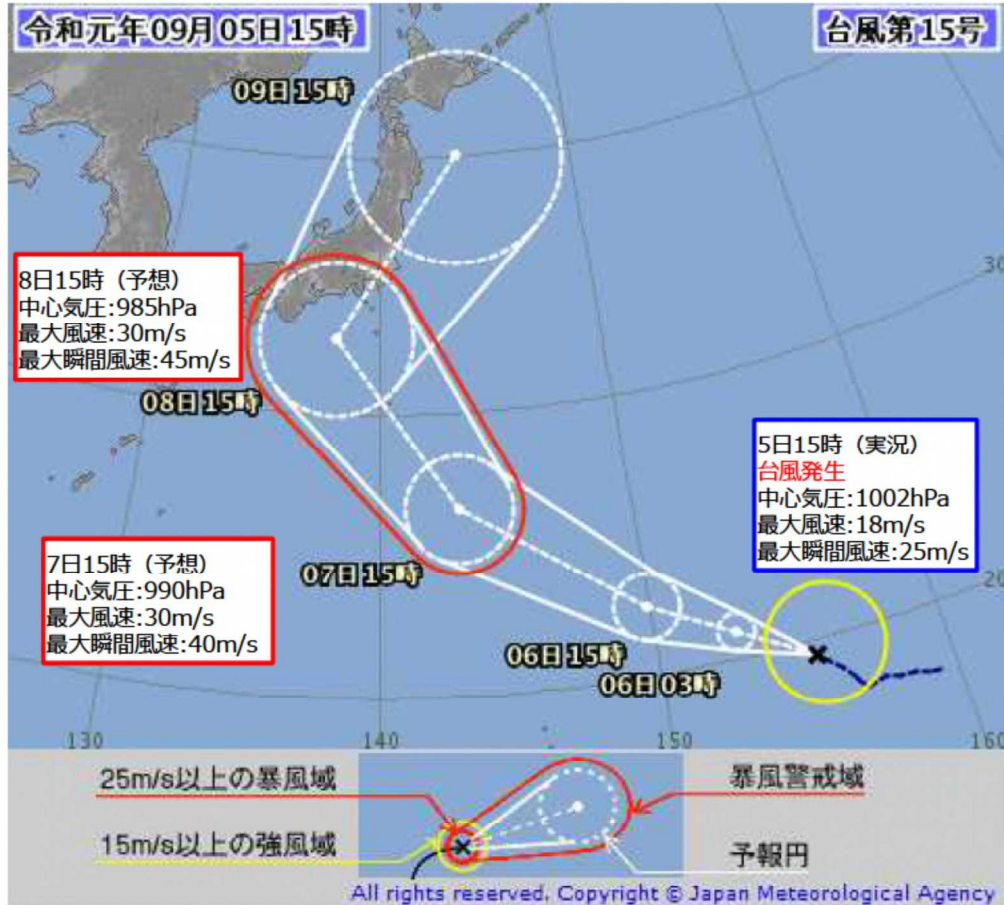 令和元年09月05日15時
台風第15号
09日15時
30
8日15時（予想）
中心気圧:985hPa
最大風速:30m/s
最大瞬間風速:45m/s
08日15時
5日15時（実況）
台風発生
中心気圧:1002hPa
最大風速:18m/s
最大瞬間風速:25m/s
7日15時（予想）
中心気圧:990hPa
最大風速:30m/s
最大瞬間風速:40m/s
07日15時
20
06日15時
06日03時
130
140
150
160
25m/s以上の暴風域
暴風警戒域
15m/s以上の強風域
予報円
All rights reserved. Copyright © Japan Meteorological Agency